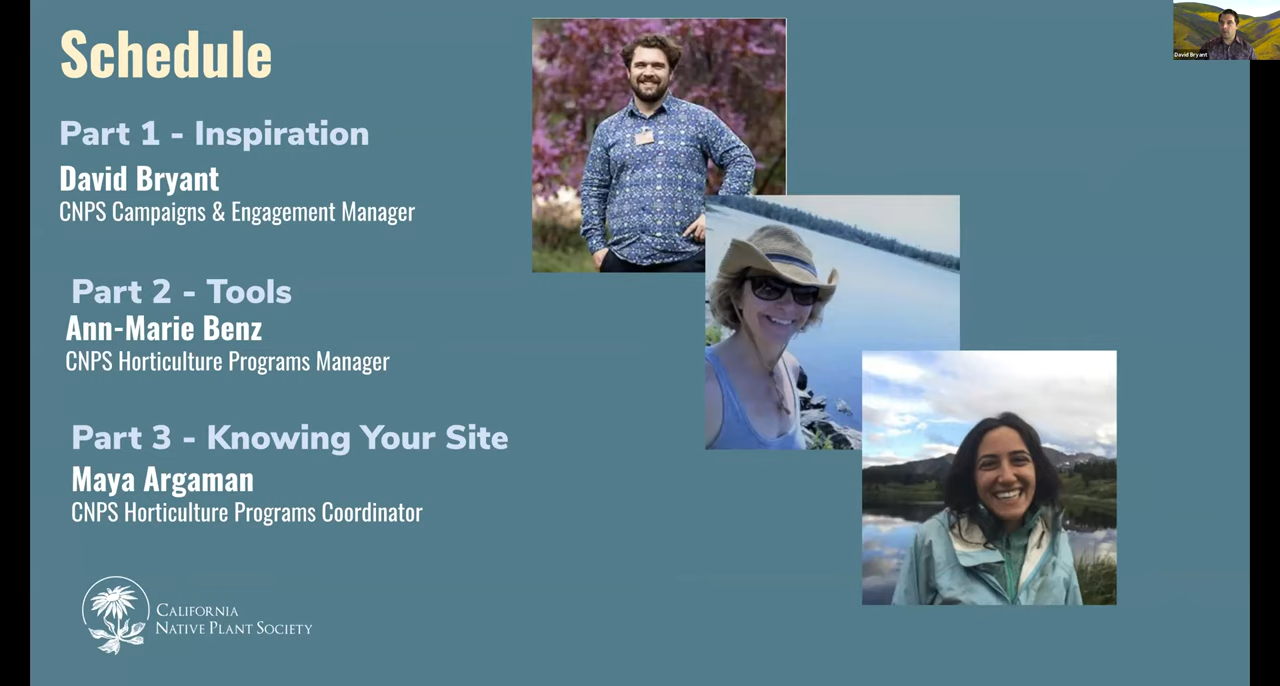 Schedule
Part 1 - Inspiration
David Bryant
CNPS Campaigns & Engagement Manager
Part 2 - Tools
Ann-Marie Benz
CNPS Horticulture Programs Manager
Part 3 - Knowing Your Site
Maya Argaman
CNPS Horticulture Programs Coordinator
CALIFORNIA
NATIVE PLANT SOCIETY
David Bryant